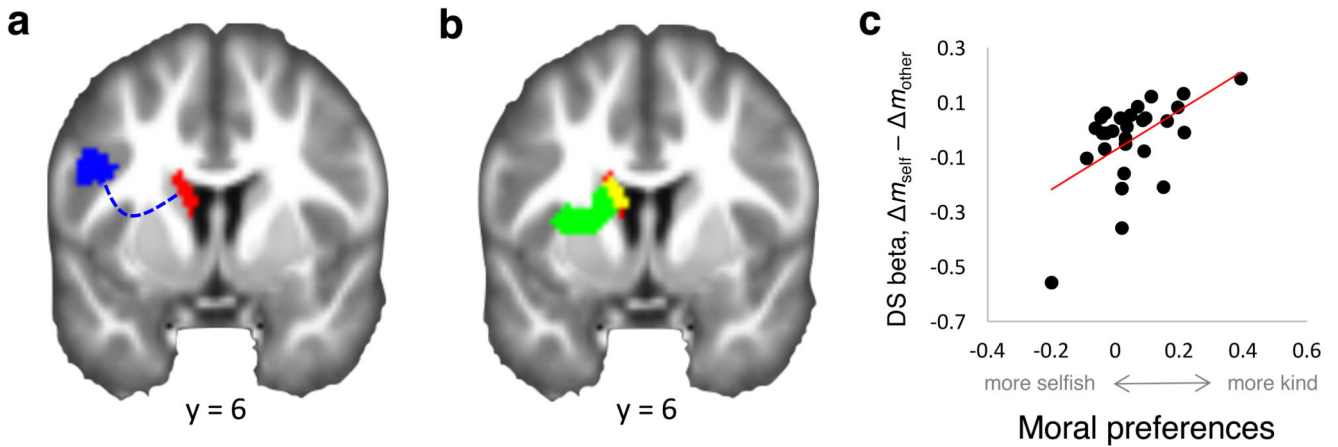 a
b
c
y = 6
y = 6
DS beta, Δmself − Δmother
0.3
0.1
-0.1
-0.3
-0.5
-0.7
-0.4
-0.2
0
0.2
0.4
0.6
more selfish
more kind
Moral preferences